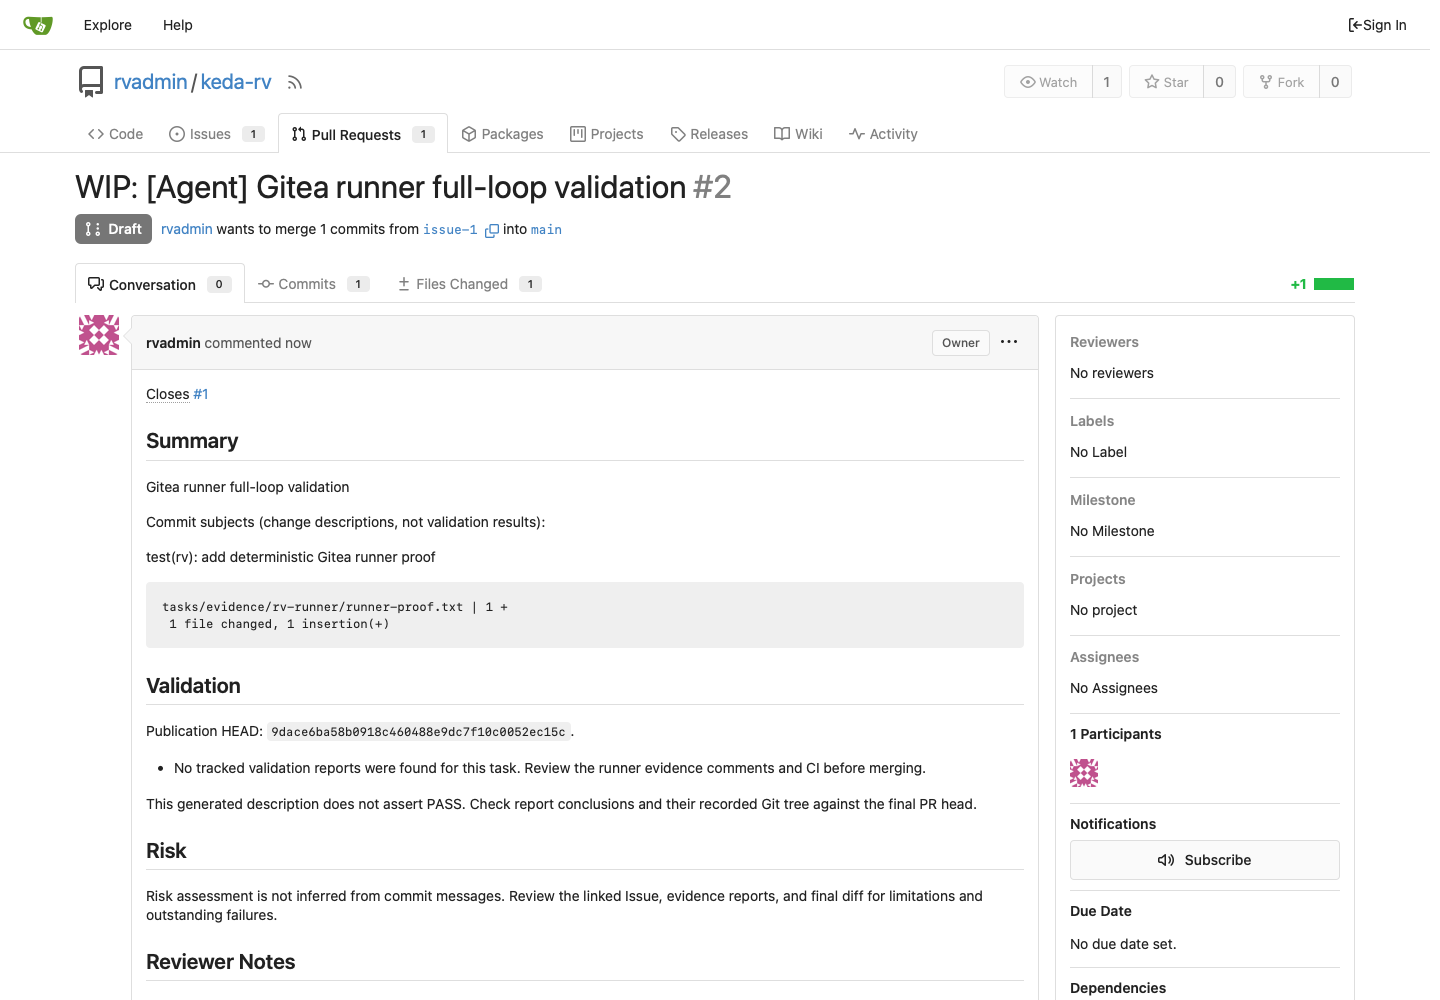 Explore Help Sign In
rvadmin/keda-rv Watch 1 Star 0 Fork 0
Code Issues 1 Pull Requests 1 Packages Projects Releases Wiki Activity
WIP: [Agent] Gitea runner full-loop validation #2
Draft rvadmin wants to merge 1 commits from issue-1 into main
Conversation 0 Commits 1 Files Changed 1 +1
rvadmin commented now Owner
Closes #1
Summary
Gitea runner full-loop validation
Commit subjects (change descriptions, not validation results):
test(rv): add deterministic Gitea runner proof
tasks/evidence/rv-runner/runner-proof.txt | 1 +
1 file changed, 1 insertion(+)
Validation
Publication HEAD: 9dace6ba58b0918c460488e9dc7f10c0052ec15c.
• No tracked validation reports were found for this task. Review the runner evidence comments and CI before merging.
This generated description does not assert PASS. Check report conclusions and their recorded Git tree against the final PR head.
Risk
Risk assessment is not inferred from commit messages. Review the linked Issue, evidence reports, and final diff for limitations and
outstanding failures.
Reviewer Notes
Reviewers
No reviewers
Labels
No Label
Milestone
No Milestone
Projects
No project
Assignees
No Assignees
1 Participants
Notifications
Subscribe
Due Date
No due date set.
Dependencies